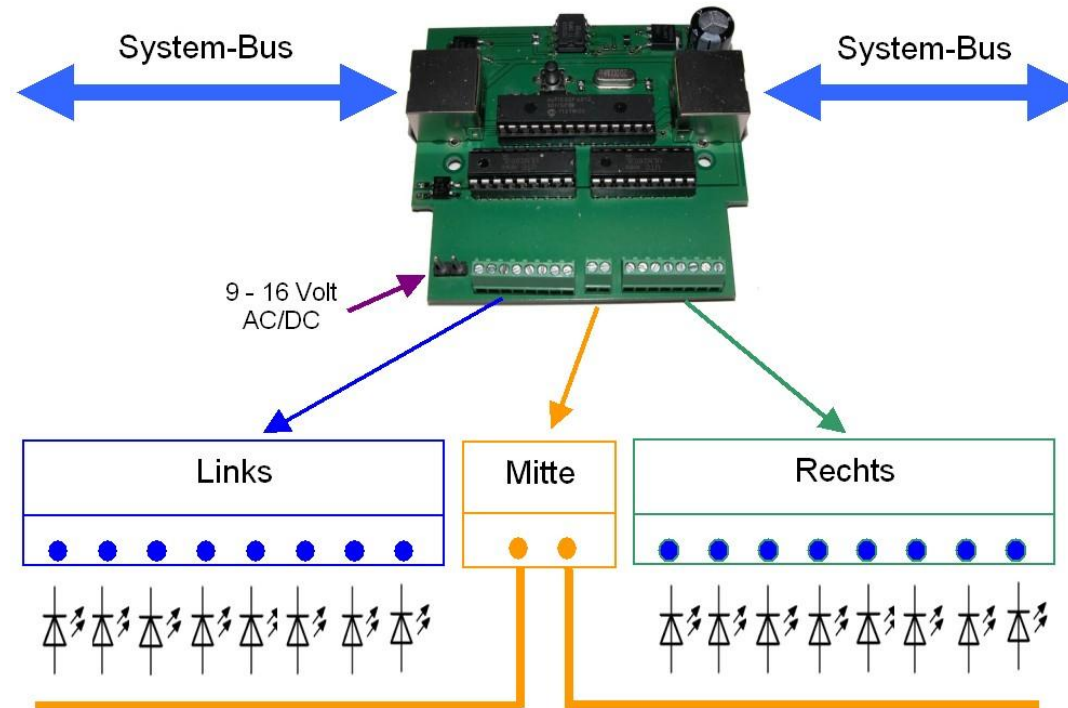 System-Bus
System-Bus
9 - 16 Volt
AC/DC
Links
Mitte
Rechts